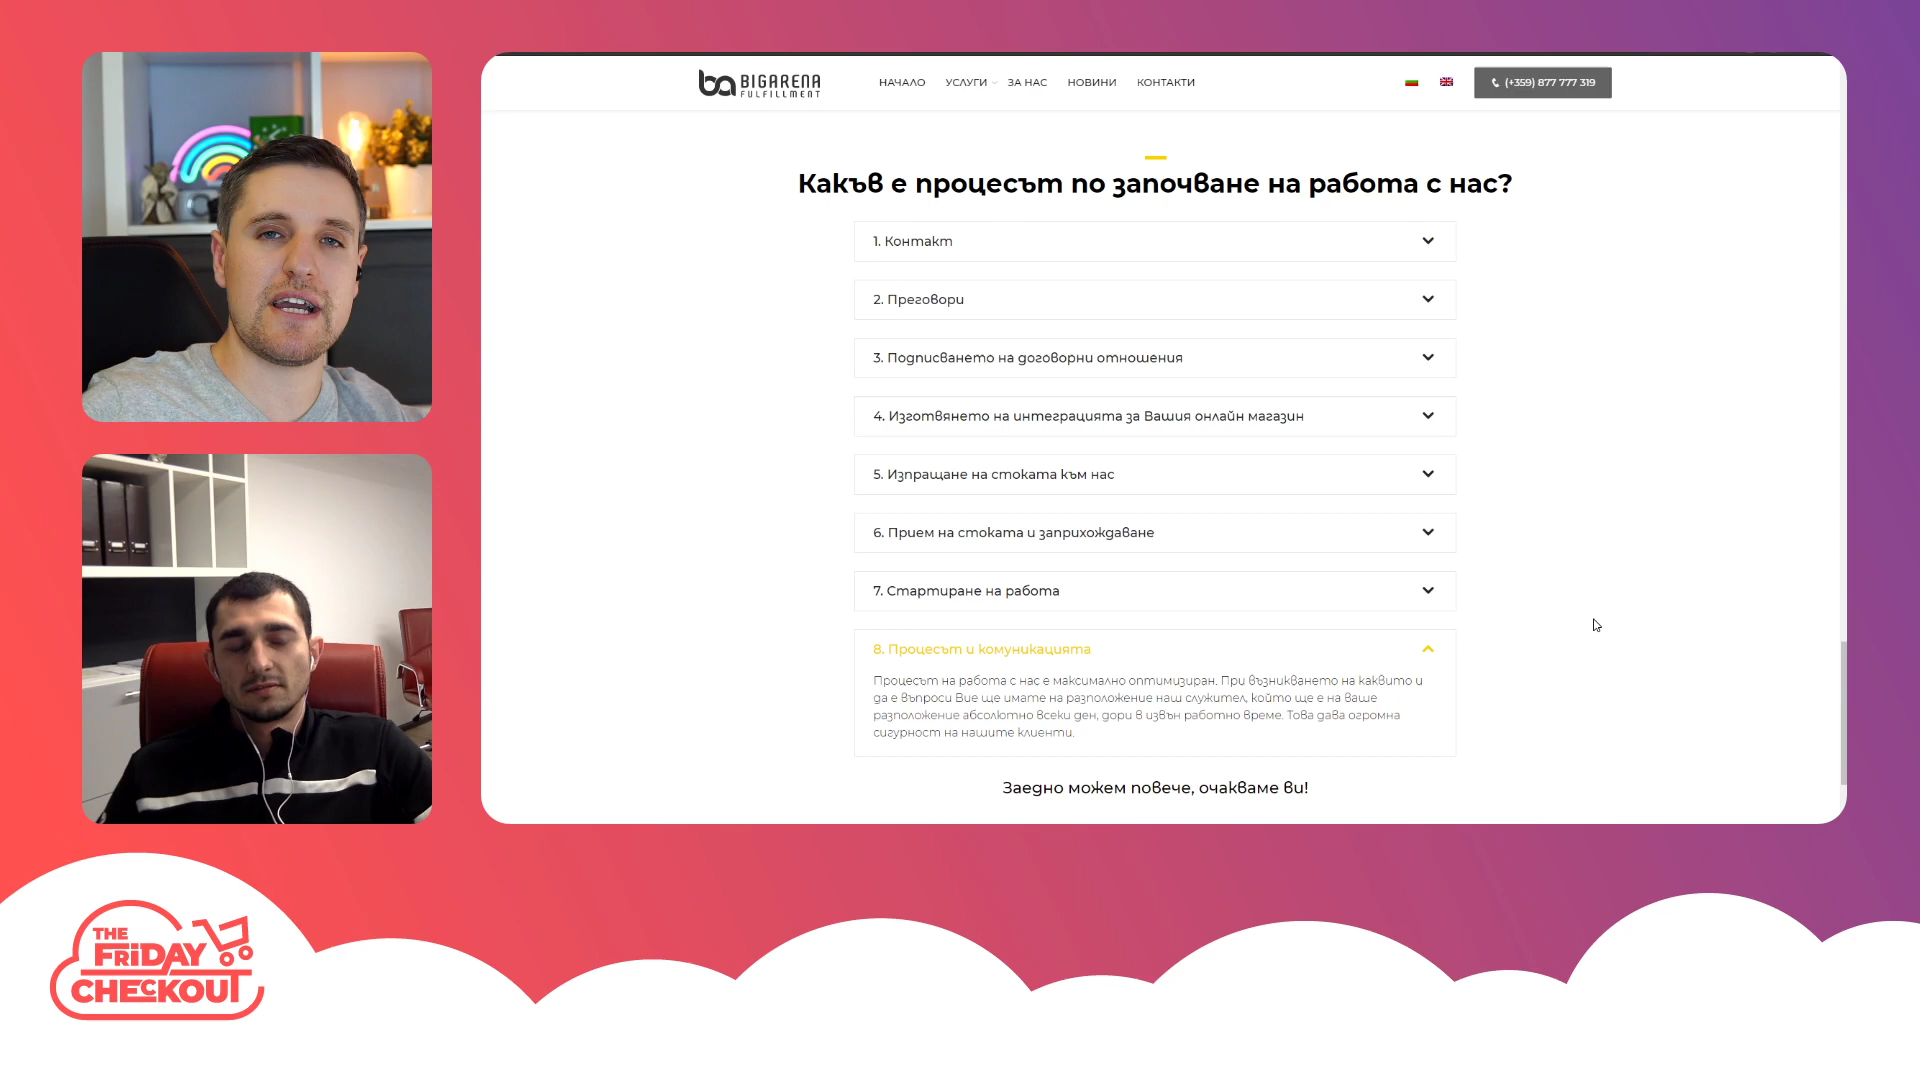 BIGARENA
FULFILLMENT
НАЧАЛО
УСЛУГИ
ЗА НАС
НОВИНИ
КОНТАКТИ
(+359) 877 777 319
Какъв е процесът по започване на работа с нас?
1. Контакт
2. Преговори
3. Подписването на договорни отношения
4. Изготвянето на интеграцията за Вашия онлайн магазин
5. Изпращане на стоката към нас
6. Прием на стоката и заприхождаване
7. Стартиране на работа
8. Процесът и комуникацията
Процесът на работа с нас е максимално оптимизиран. При възникването на каквито и
да е въпроси Вие ще имате на разположение наш служител, който ще е на ваше
разположение абсолютно всеки ден, дори в извън работно време. Това дава огромна
сигурност на нашите клиенти.
Заедно можем повече, очакваме ви!
THE
FRiDAY
CHECKOUT